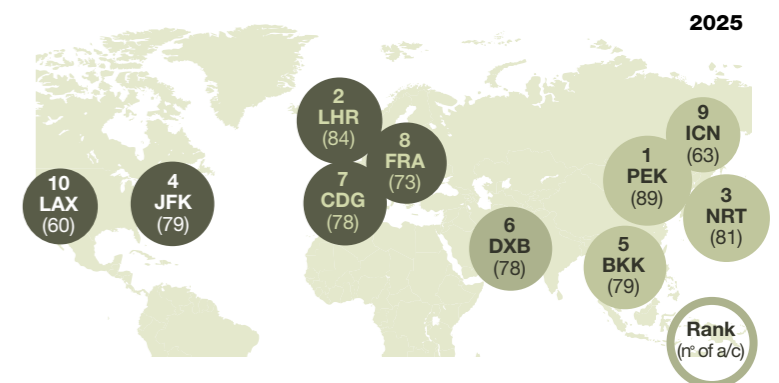 2025
2
LHR
(84)
8
FRA
(73)
7
CDG
(78)
10
LAX
(60)
4
JFK
(79)
9
ICN
(63)
1
PEK
(89)
3
NRT
(81)
6
DXB
(78)
5
BKK
(79)
Rank
(n° of a/c)